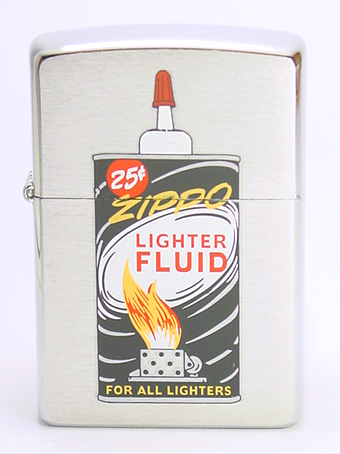 25¢
ZIPPO
LIGHTER
FLUID
FOR ALL LIGHTERS